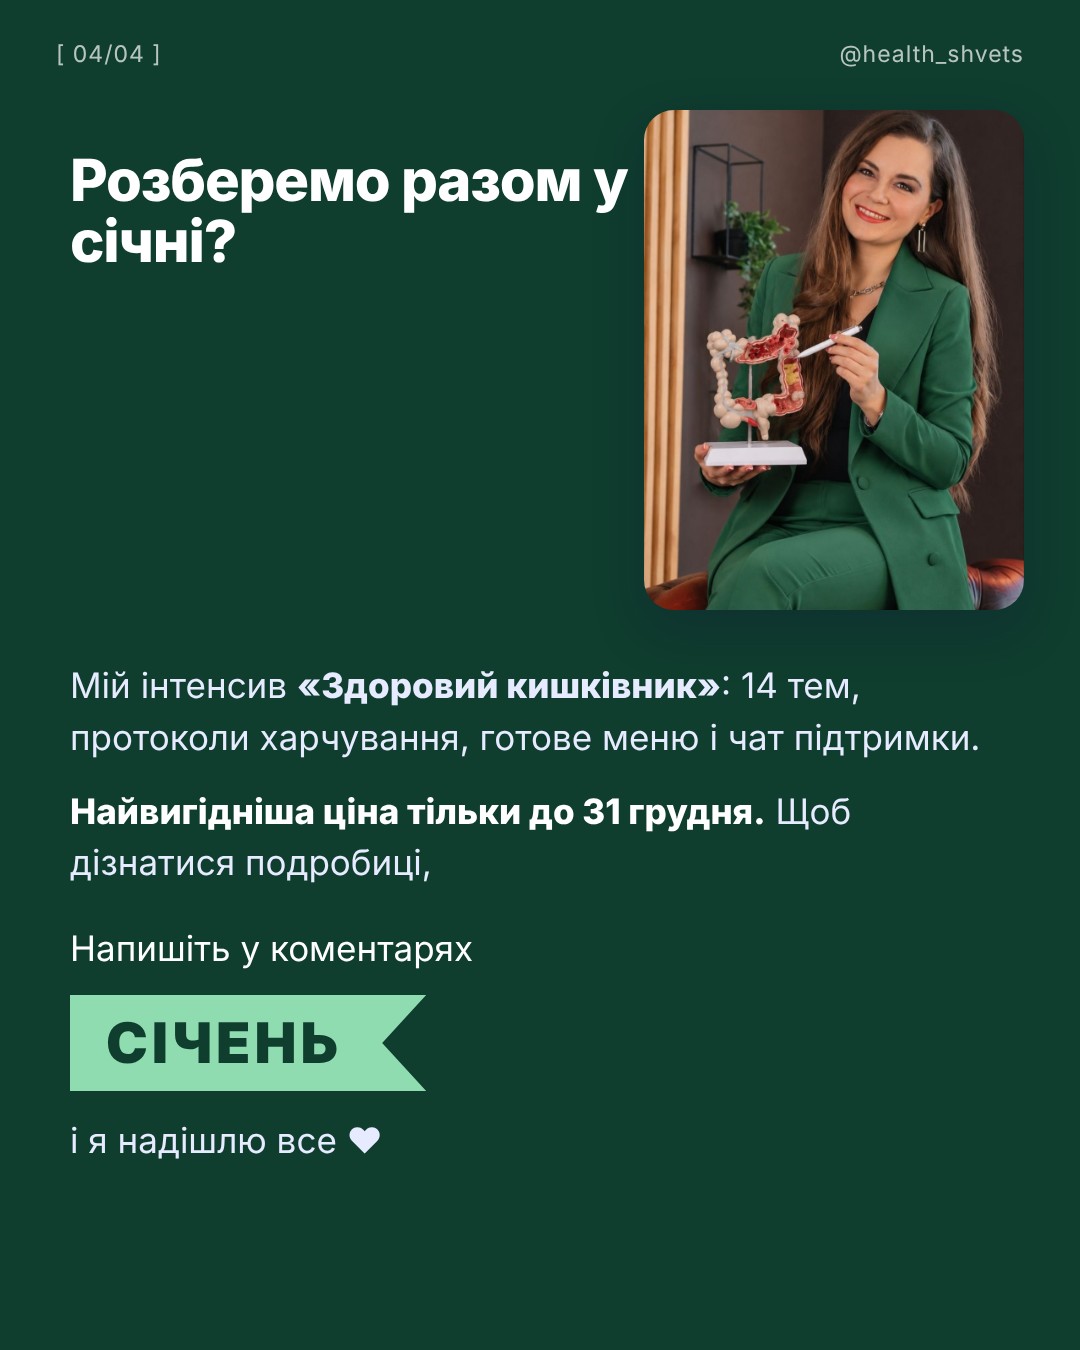 [ 04/04 ]
@health_shvets
Розберемо разом у
січні?
Мій інтенсив «Здоровий кишківник»: 14 тем,
протоколи харчування, готове меню і чат підтримки.
Найвигідніша ціна тільки до 31 грудня. Щоб
дізнатися подробиці,
Напишіть у коментарях
СІЧЕНЬ
і я надішлю все ♥